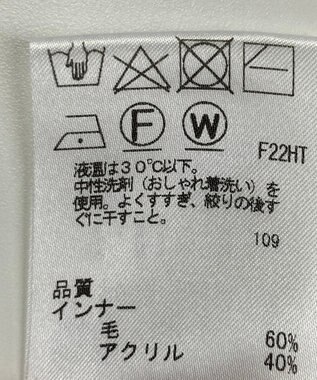 F W
F22HT
液温は30℃以下。
中性洗剤（おしゃれ着洗い）を
使用。よくすすぎ、絞りの後す
ぐに干すこと。
109
品質
インナー
毛 60%
アクリル 40%